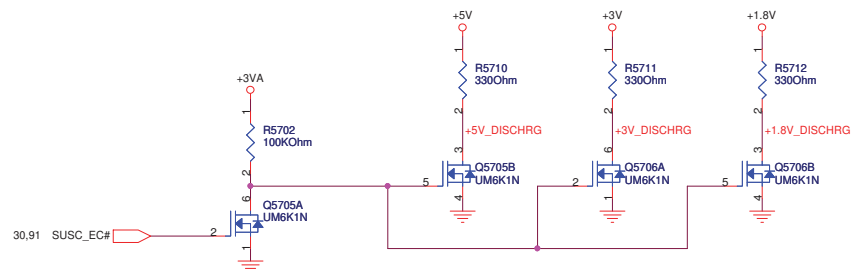 +5V
+3V
+1.8V
1
1
1
R5710
330Ohm
R5711
330Ohm
R5712
330Ohm
+3VA
2
2
2
1
R5702
100KOhm
+5V_DISCHRG
+3V_DISCHRG
+1.8V_DISCHRG
2
3
6
3
5
Q5705B
UM6K1N
2
Q5706A
UM6K1N
5
Q5706B
UM6K1N
4
1
4
6
Q5705A
UM6K1N
30,91 SUSC_EC#
2
1